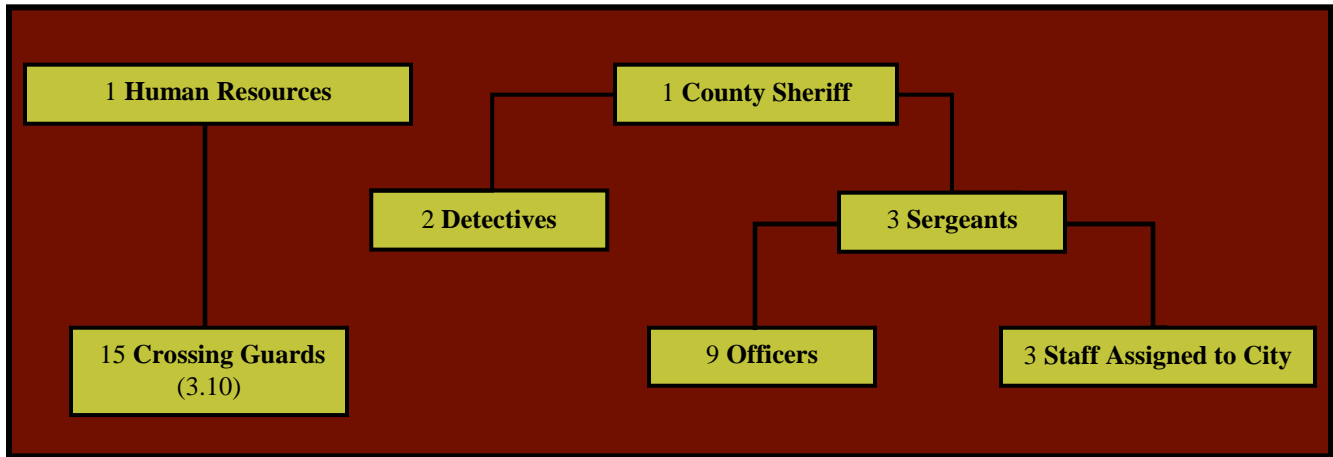 1 Human Resources
1 County Sheriff
2 Detectives
3 Sergeants
15 Crossing Guards
(3.10)
9 Officers
3 Staff Assigned to City